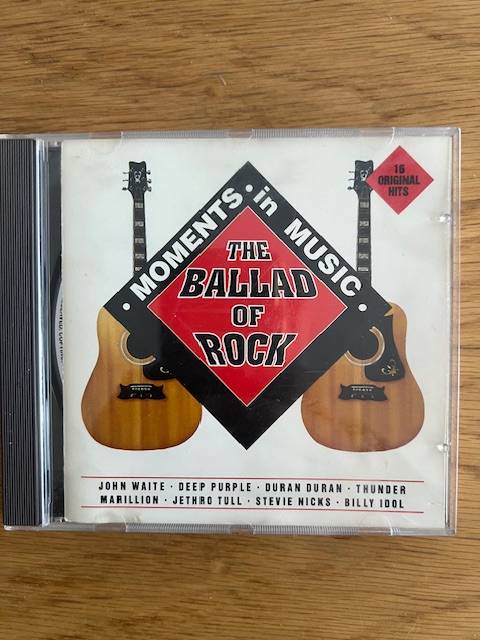 16
ORIGINAL
HITS
• MOMENTS • in MUSIC •
THE
BALLAD
OF
ROCK
JOHN WAITE • DEEP PURPLE • DURAN DURAN • THUNDER
MARILLION • JETHRO TULL • STEVIE NICKS • BILLY IDOL